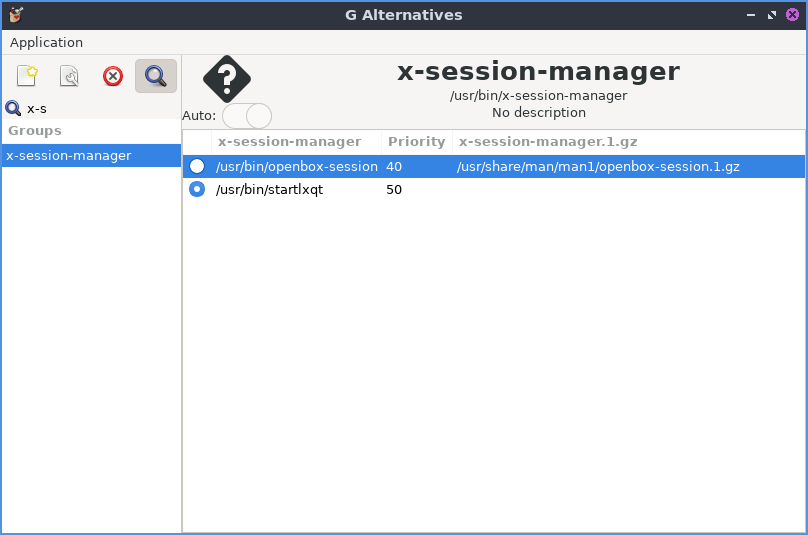 G Alternatives
Application
x-s
Groups
x-session-manager
x-session-manager
/usr/bin/x-session-manager
No description
Auto:
x-session-manager Priority x-session-manager.1.gz
/usr/bin/openbox-session 40 /usr/share/man/man1/openbox-session.1.gz
/usr/bin/startlxqt 50